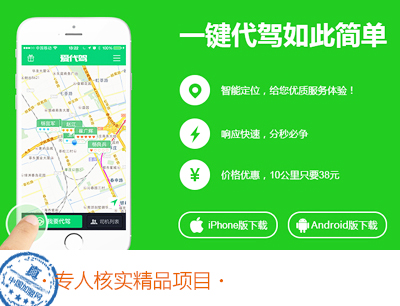 一键代驾如此简单
爱代驾
智能定位，给您优质服务体验！
响应快速，分秒必争
¥
价格优惠，10公里只要38元
我要代驾
司机列表
iPhone版下载
Android版下载
真
中国加盟网
·专人核实精品项目·